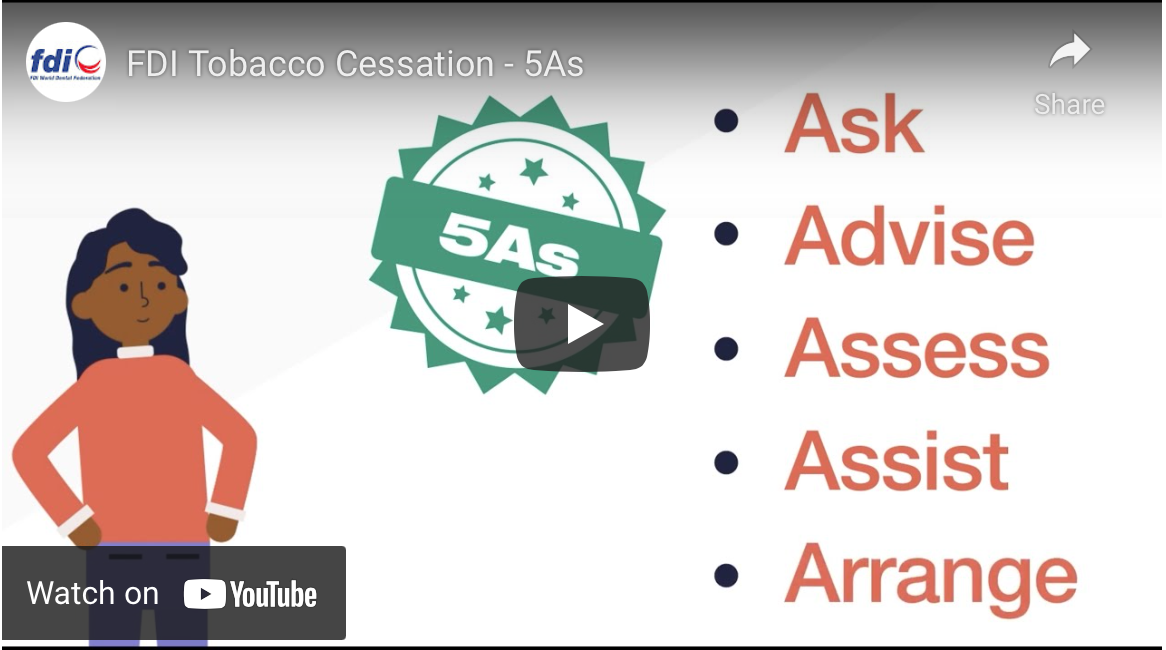 fdi
FDI World Dental Federation
FDI Tobacco Cessation - 5As
Share
5As
• Ask
• Advise
• Assess
• Assist
• Arrange
Watch on YouTube